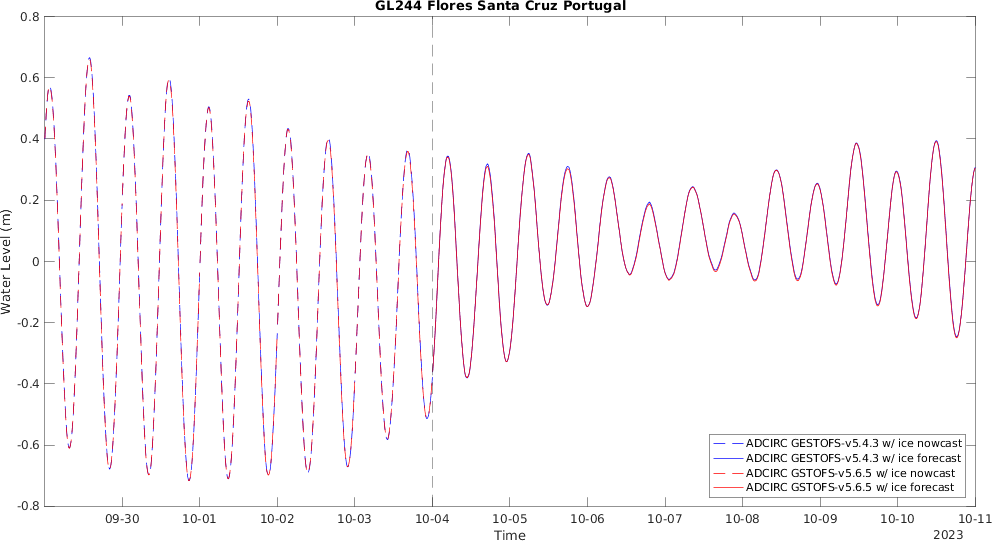 GL244 Flores Santa Cruz Portugal
0.8
0.6
0.4
0.2
0
-0.2
-0.4
-0.6
-0.8
Water Level (m)
ADCIRC GESTOFS-v5.4.3 w/ ice nowcast
ADCIRC GESTOFS-v5.4.3 w/ ice forecast
ADCIRC GSTOFS-v5.6.5 w/ ice nowcast
ADCIRC GSTOFS-v5.6.5 w/ ice forecast
09-30 10-01 10-02 10-03 10-04 10-05 10-06 10-07 10-08 10-09 10-10 10-11
Time
2023